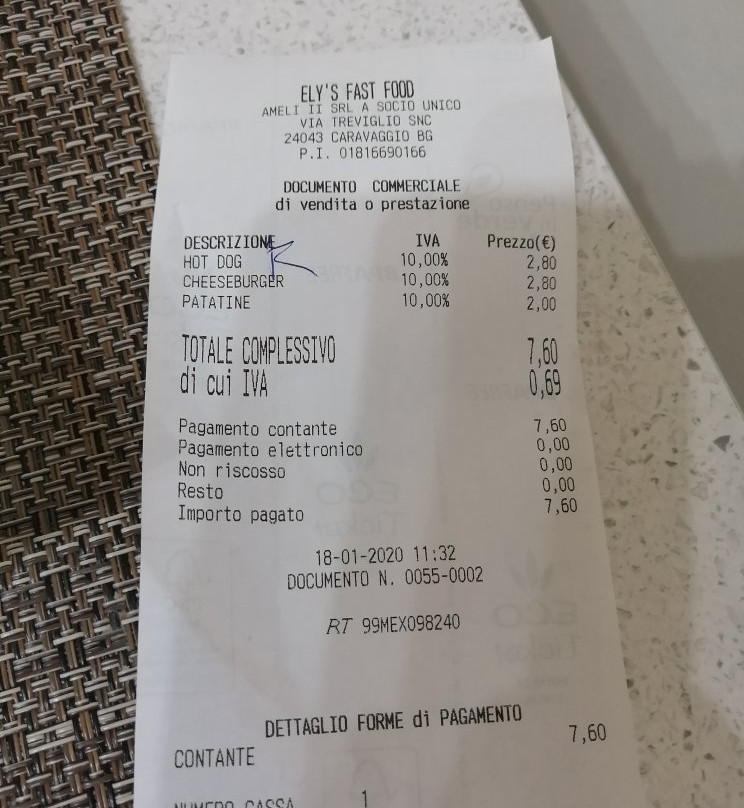 ELY'S FAST FOOD
AMELI II SRL A SOCIO UNICO
VIA TREVIGLIO SNC
24043 CARAVAGGIO BG
P.I. 01816690166
DOCUMENTO COMMERCIALE
di vendita o prestazione
DESCRIZIONE IVA Prezzo(€)
HOT DOG 10,00% 2,80
CHEESEBURGER 10,00% 2,80
PATATINE 10,00% 2,00
TOTALE COMPLESSIVO 7,60
di cui IVA 0,69
Pagamento contante 7,60
Pagamento elettronico 0,00
Non riscosso 0,00
Resto 0,00
Importo pagato 7,60
18-01-2020 11:32
DOCUMENTO N. 0055-0002
RT 99MEX098240
DETTAGLIO FORME di PAGAMENTO
CONTANTE 7,60
NUMERO CASSA 1